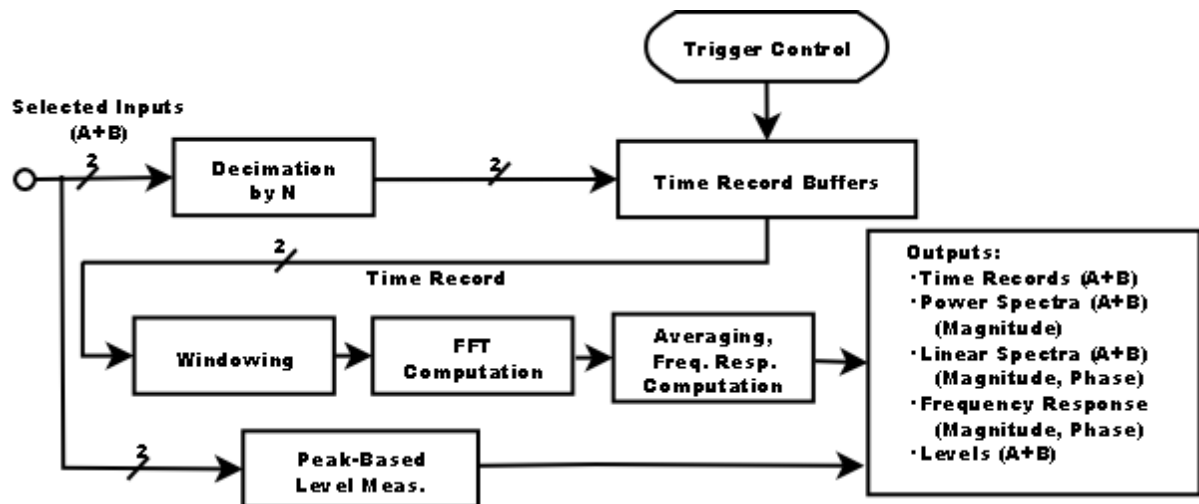 Trigger Control
Selected Inputs
(A+B)
2
Decimation
by N
2
Time Record Buffers
2
Time Record
Windowing
FFT
Computation
Averaging,
Freq. Resp.
Computation
2
Peak-Based
Level Meas.
Outputs:
·Time Records (A+B)
·Power Spectra (A+B)
(Magnitude)
·Linear Spectra (A+B)
(Magnitude, Phase)
·Frequency Response
(Magnitude, Phase)
·Levels (A+B)